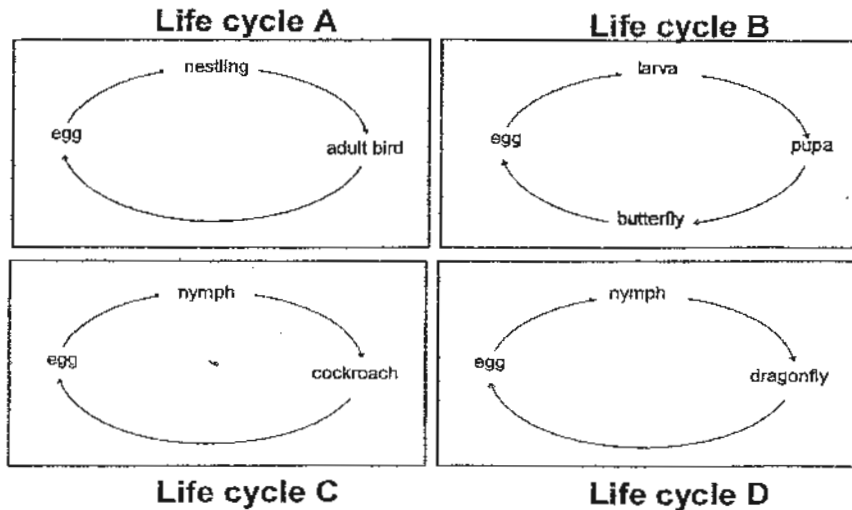 Life cycle A
nestling
egg
adult bird
Life cycle B
larva
egg
pupa
butterfly
nymph
egg
cockroach
Life cycle C
nymph
egg
dragonfly
Life cycle D